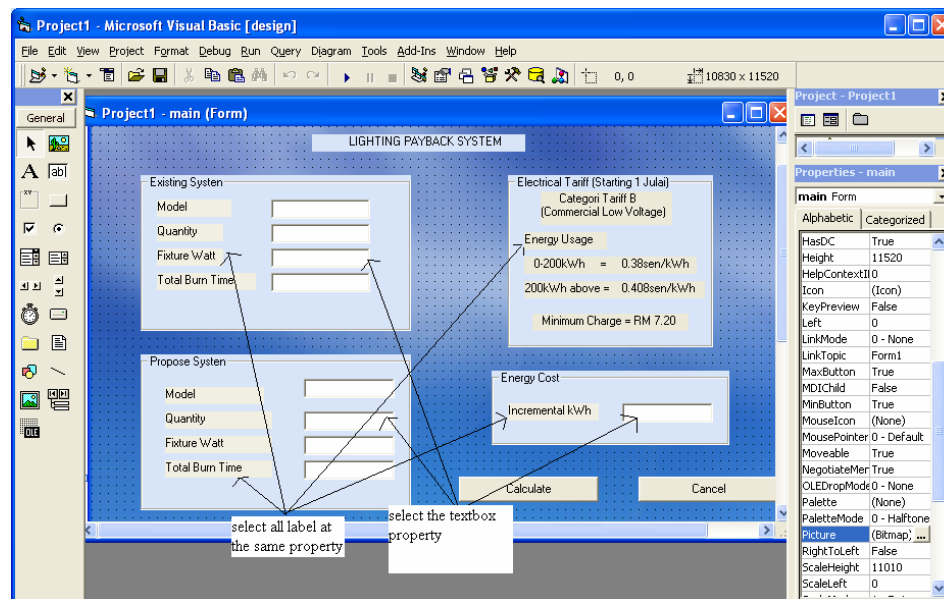 Project1 - Microsoft Visual Basic [design]
File Edit View Project Format Debug Run Query Diagram Tools Add-Ins Window Help
0, 0
10830 x 11520
General
A
ab
XY
OLE
Project1 - main (Form)
LIGHTING PAYBACK SYSTEM
Existing Systen
Model
Quantity
Fixture Watt
Total Burn Time
Propose Systen
Model
Quantity
Fixture Watt
Total Burn Time
Electrical Tariff (Starting 1 Julai)
Categori Tariff B
(Commercial Low Voltage)
Energy Usage
0-200kWh = 0.38sen/kWh
200kWh above = 0.408sen/kWh
Minimum Charge = RM 7.20
Energy Cost
Incremental kWh
Calculate
Cancel
select all label at
the same property
select the textbox
property
Project - Project1
Properties - main
main Form
Alphabetic Categorized
HasDC True
Height 11520
HelpContextI 0
Icon (Icon)
KeyPreview False
Left 0
LinkMode 0 - None
LinkTopic Form1
MaxButton True
MDIChild False
MinButton True
MouseIcon (None)
MousePointer 0 - Default
Moveable True
NegotiateMer True
OLEDropMode 0 - None
Palette (None)
PaletteMode 0 - Halftone
Picture (Bitmap) ...
RightToLeft False
ScaleHeight 11010
ScaleLeft 0